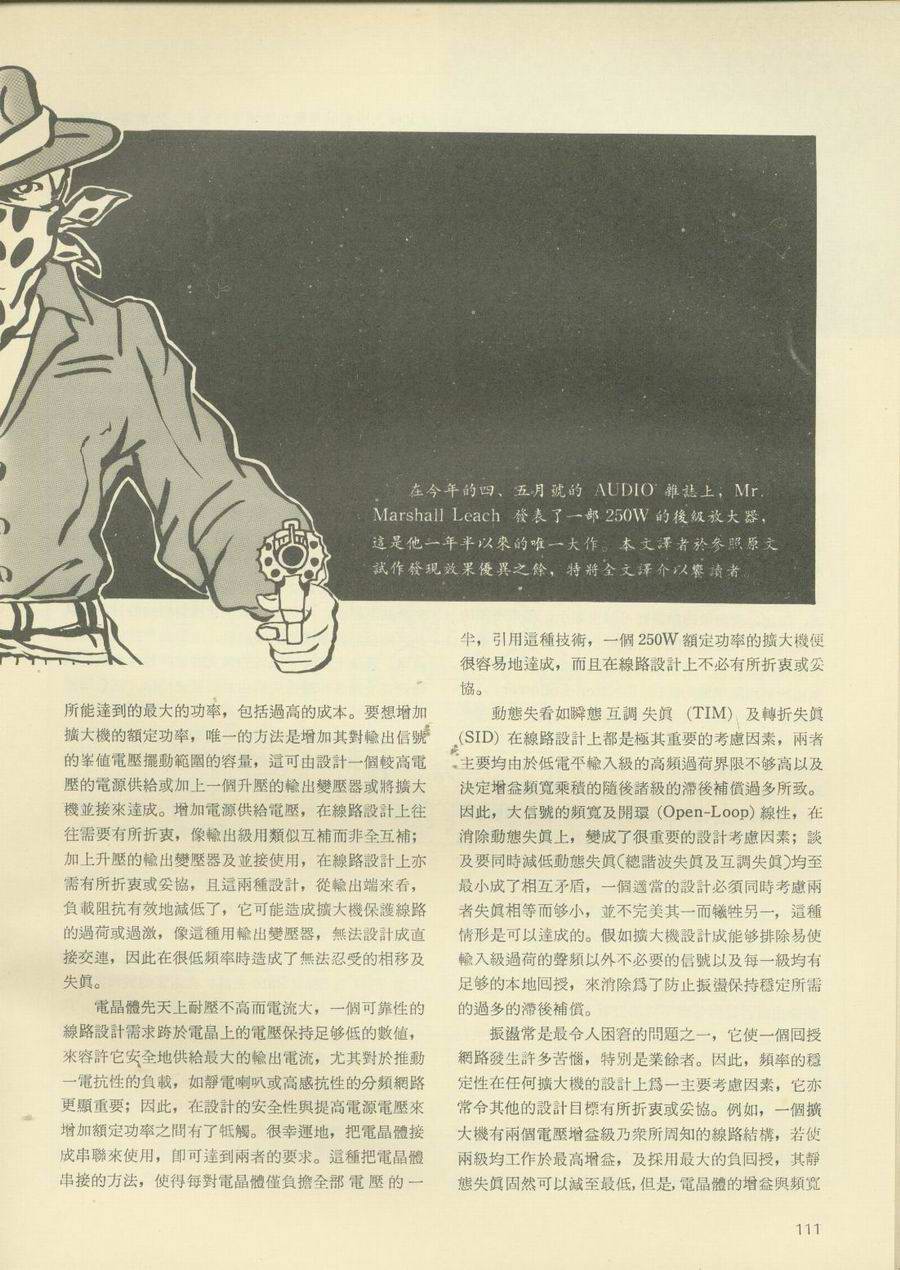 在今年的四、五月號的 AUDIO 雜誌上，Mr.
Marshall Leach 發表了一部 250W 的後級放大器，
這是他一年半以來的唯一大作。本文譯者於參照原文
試作發現效果優異之餘，特將全文譯介以饗讀者
所能達到的最大的功率，包括過高的成本。要想增加
擴大機的額定功率，唯一的方法是增加其對輸出信號
的峯値電壓擺動範圍的容量，這可由設計一個較高電
壓的電源供給或加上一個升壓的輸出變壓器或將擴大
機並接來達成。增加電源供給電壓，在線路設計上往
往需要有所折衷，像輸出級用類似互補而非全互補；
加上升壓的輸出變壓器及並接使用，在線路設計上亦
需有所折衷或妥協，且這兩種設計，從輸出端來看，
負載阻抗有效地減低了，它可能造成擴大機保護線路
的過荷或過激，像這種用輸出變壓器，無法設計成直
接交連，因此在很低頻率時造成了無法忍受的相移及
失眞。
電晶體先天上耐壓不高而電流大，一個可靠性的
線路設計需求跨於電晶上的電壓保持足够低的數値，
來容許它安全地供給最大的輸出電流，尤其對於推動
一電抗性的負載，如靜電喇叭或高感抗性的分頻網路
更顯重要；因此，在設計的安全性與提高電源電壓來
增加額定功率之間有了牴觸。很幸運地，把電晶體接
成串聯來使用，卽可達到兩者的要求。這種把電晶體
串接的方法，使得每對電晶體僅負擔全部電壓的一
半，引用這種技術，一個 250W 額定功率的擴大機便
很容易地達成，而且在線路設計上不必有所折衷或妥
協。
動態失看如瞬態互調失眞 (TIM) 及轉折失眞
(SID) 在線路設計上都是極其重要的考慮因素，兩者
主要均由於低電平輸入級的高頻過荷界限不够高以及
決定增益頻寬乘積的隨後諸級的滯後補償過多所致。
因此，大信號的頻寬及開環 (Open-Loop) 線性，在
消除動態失眞上，變成了很重要的設計考慮因素；談
及要同時減低動態失眞(總諧波失眞及互調失眞)均至
最小成了相互矛盾，一個適當的設計必須同時考慮兩
者失眞相等而够小，並不完美其一而犧牲另一，這種
情形是可以達成的。假如擴大機設計成能够排除易使
輸入級過荷的聲頻以外不必要的信號以及每一級均有
足够的本地囘授，來消除爲了防止振盪保持穩定所需
的過多的滯後補償。
振盪常是最令人困窘的問題之一，它使一個囘授
網路發生許多苦惱，特別是業餘者。因此，頻率的穩
定性在任何擴大機的設計上爲一主要考慮因素，它亦
常令其他的設計目標有所折衷或妥協。例如，一個擴
大機有兩個電壓增益級乃衆所周知的線路結構，若使
兩級均工作於最高增益，及採用最大的負囘授，其靜
態失眞固然可以減至最低，但是，電晶體的增益與頻寬
111